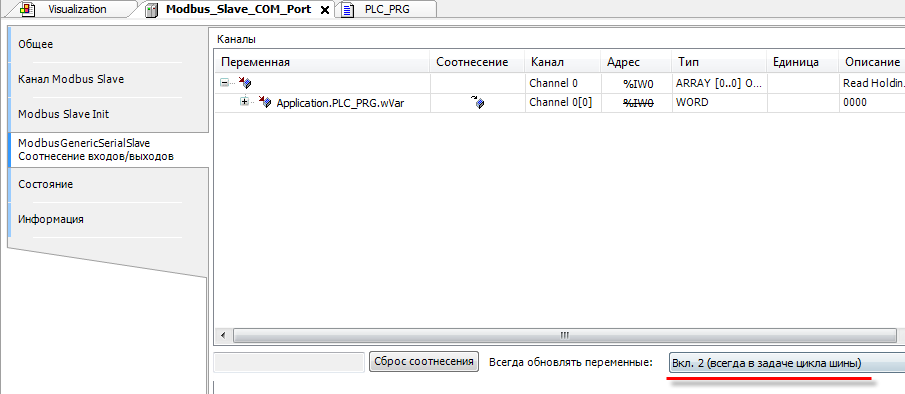 Visualization
Modbus_Slave_COM_Port
PLC_PRG
Общее
Канал Modbus Slave
Modbus Slave Init
ModbusGenericSerialSlave
Соотнесение входов/выходов
Состояние
Информация
Каналы
Переменная Соотнесение Канал Адрес Тип Единица Описание
Channel 0 %IW0 ARRAY [0..0] O... Read Holdin...
Application.PLC_PRG.wVar Channel 0[0] %IW0 WORD 0000
Сброс соотнесения Всегда обновлять переменные: Вкл. 2 (всегда в задаче цикла шины)